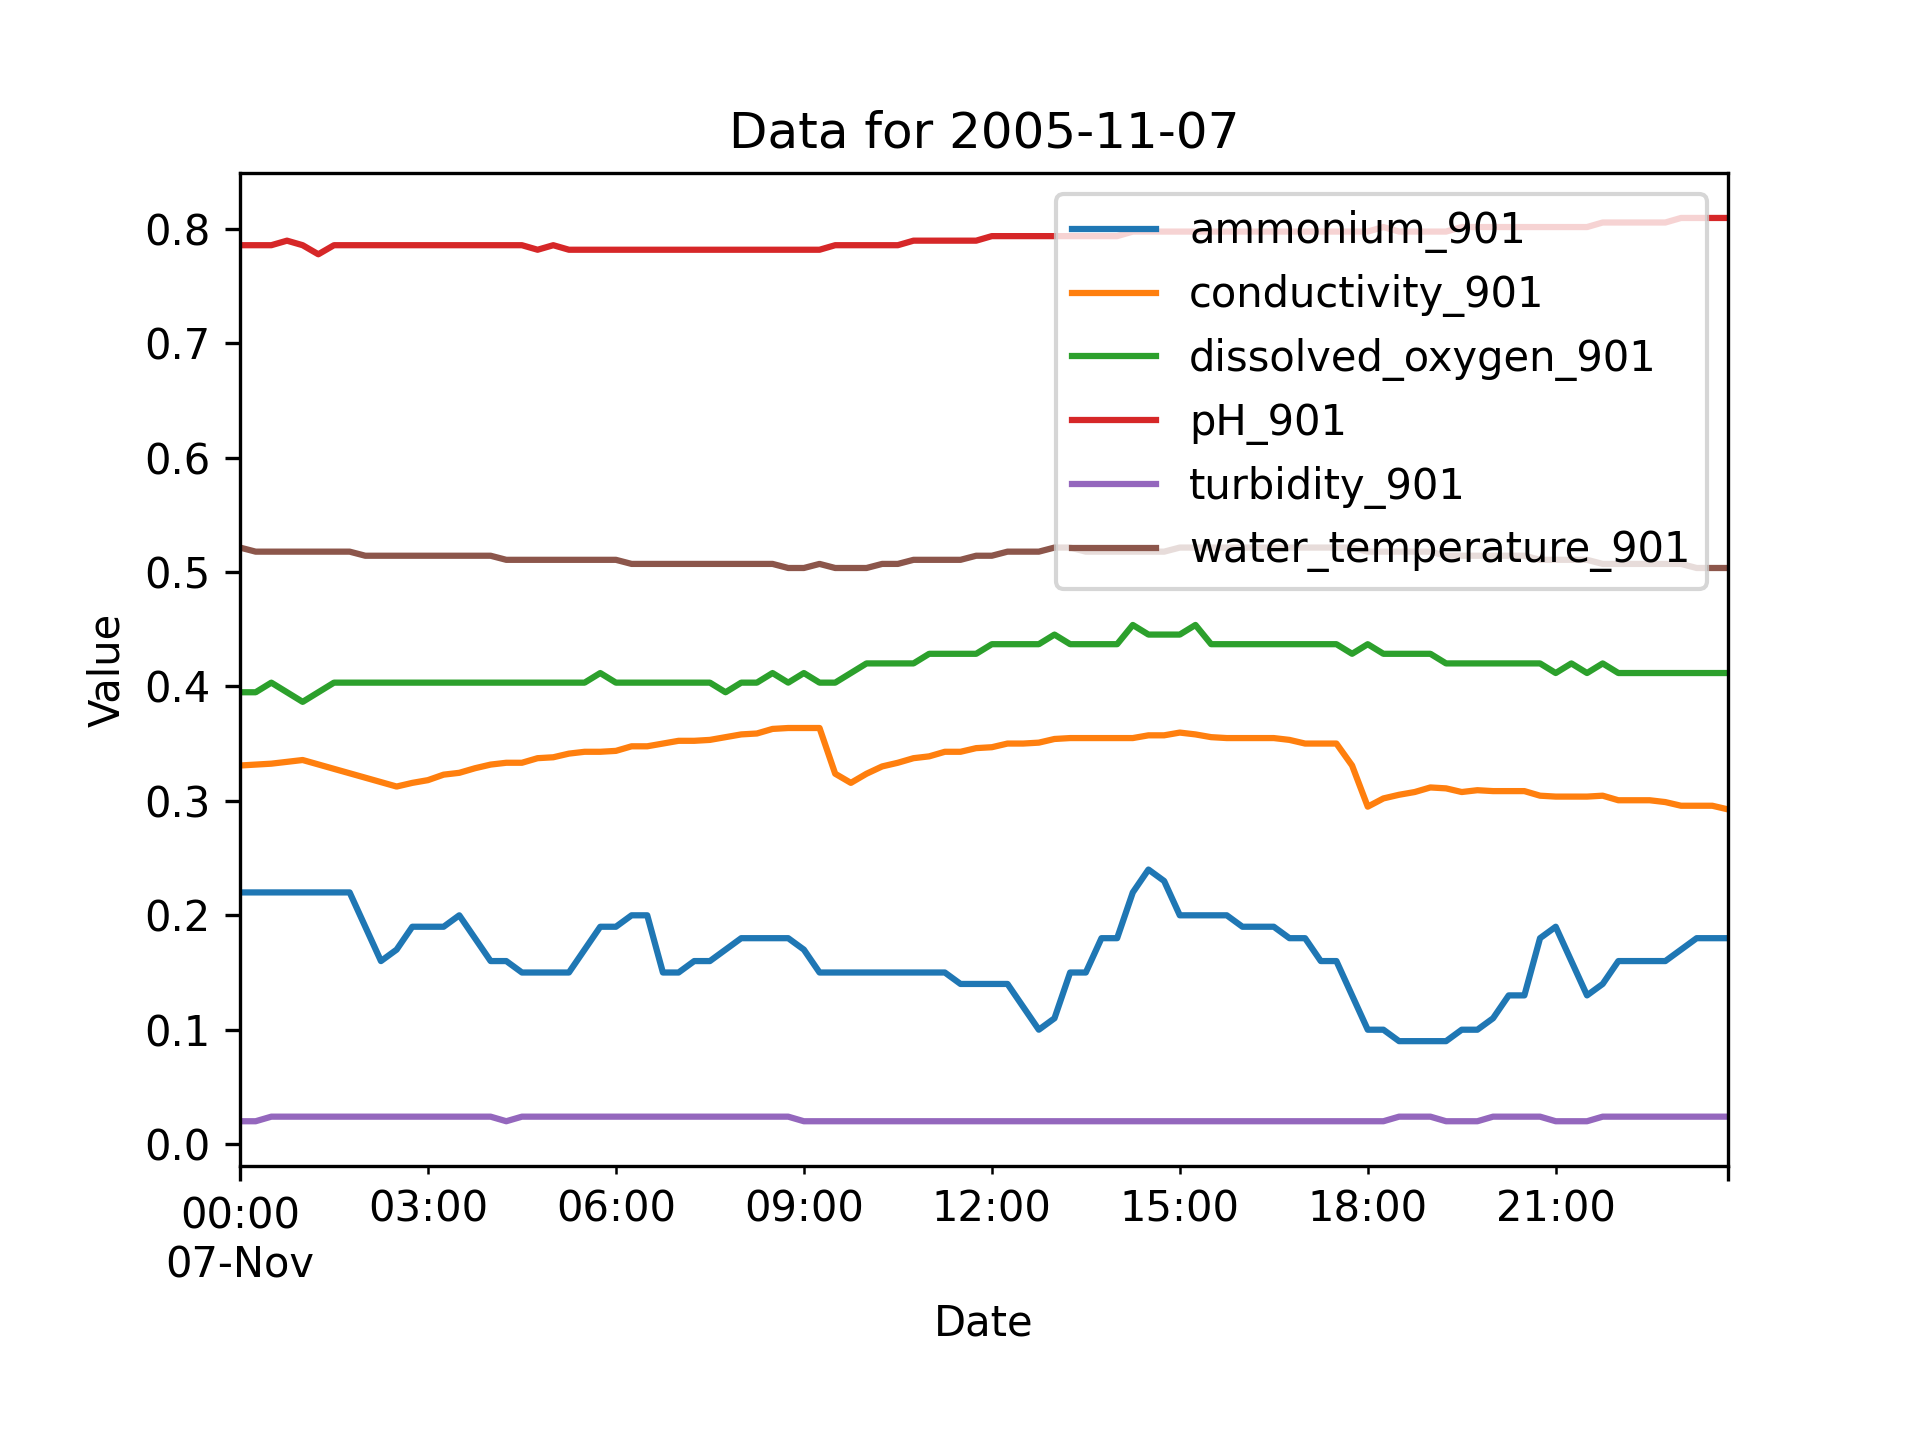 Data for 2005-11-07
ammonium_901
conductivity_901
dissolved_oxygen_901
pH_901
turbidity_901
water_temperature_901
Value
0.8
0.7
0.6
0.5
0.4
0.3
0.2
0.1
0.0
00:00 03:00 06:00 09:00 12:00 15:00 18:00 21:00
07-Nov
Date